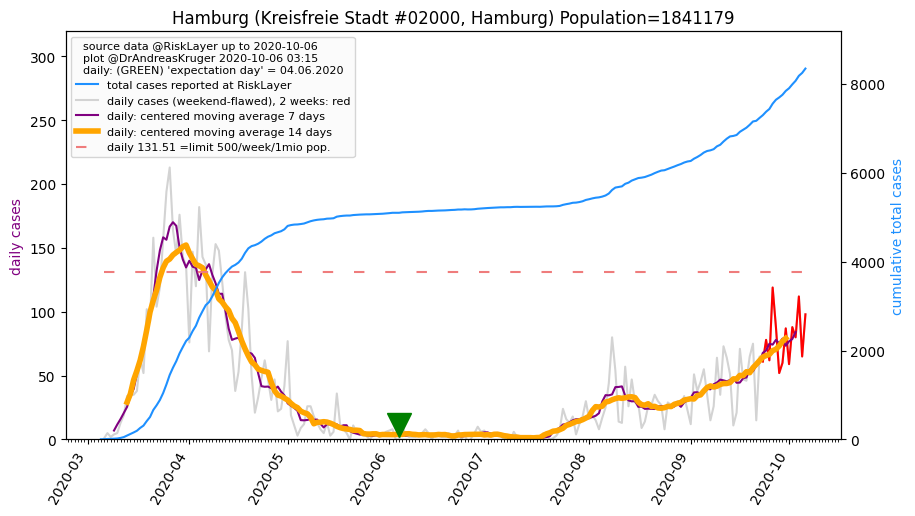 Hamburg (Kreisfreie Stadt #02000, Hamburg) Population=1841179
source data @RiskLayer up to 2020-10-06
plot @DrAndreasKruger 2020-10-06 03:15
daily: (GREEN) 'expectation day' = 04.06.2020
total cases reported at RiskLayer
daily cases (weekend-flawed), 2 weeks: red
daily: centered moving average 7 days
daily: centered moving average 14 days
daily 131.51 =limit 500/week/1mio pop.
daily cases
300
250
200
150
100
50
0
cumulative total cases
8000
6000
4000
2000
0
2020-03
2020-04
2020-05
2020-06
2020-07
2020-08
2020-09
2020-10